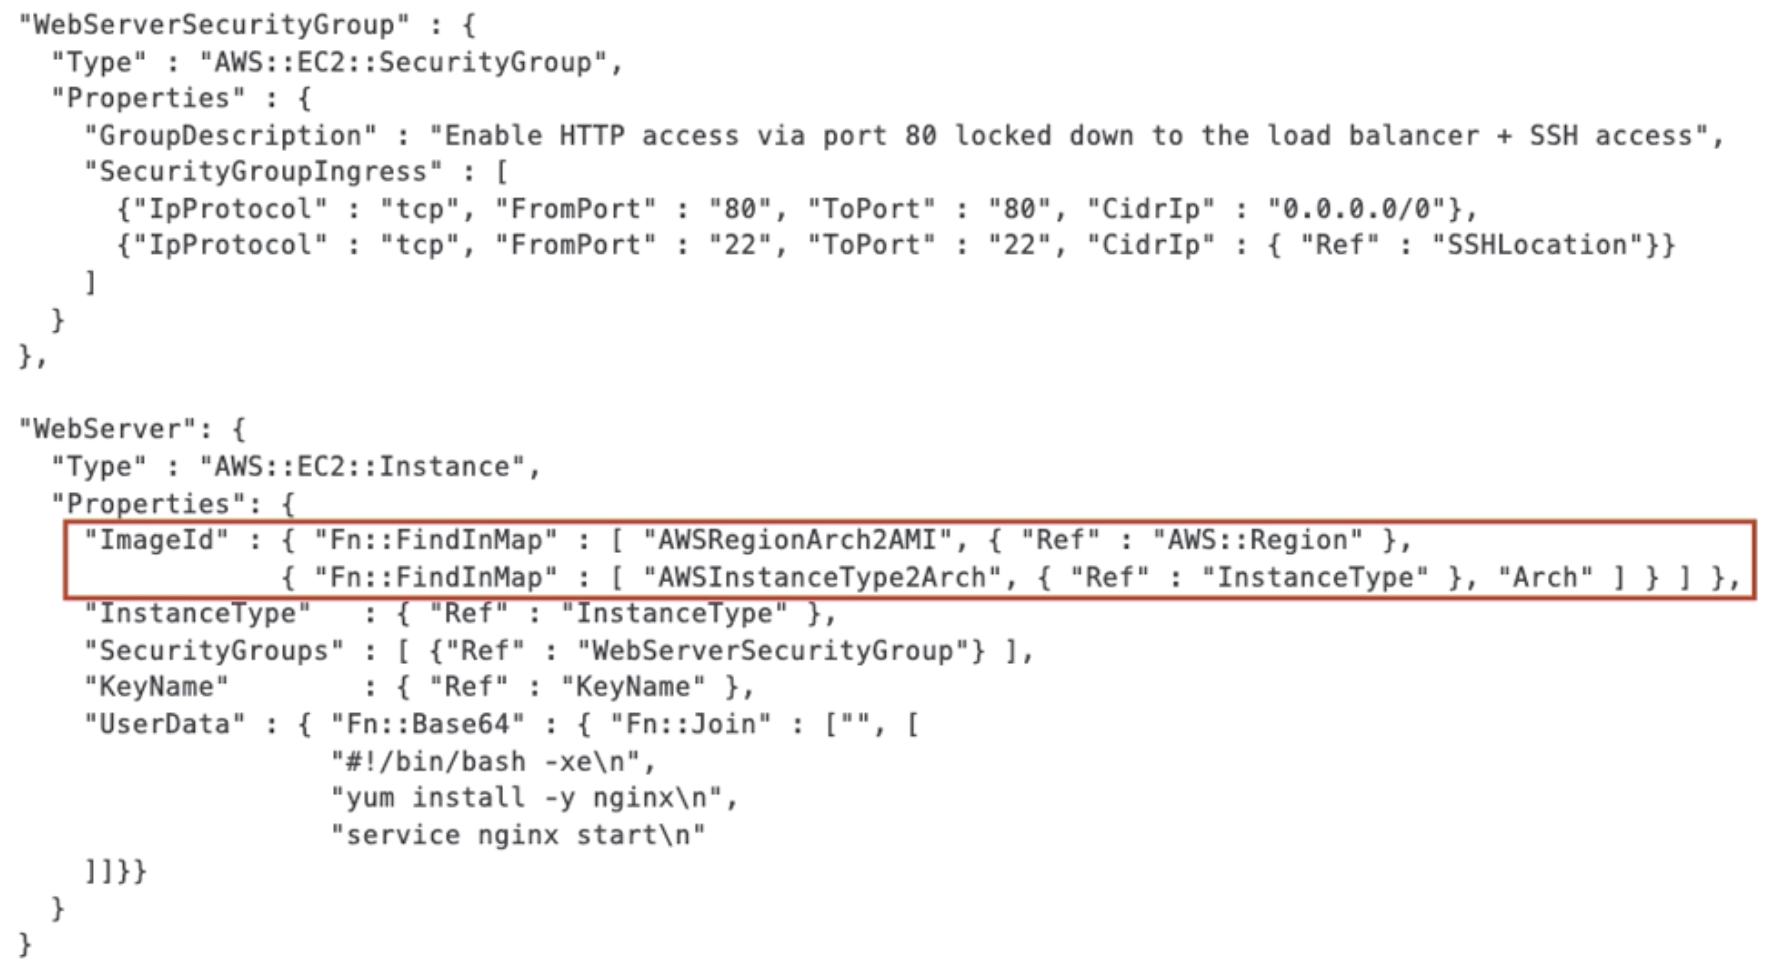 "WebServerSecurityGroup" : {
  "Type" : "AWS::EC2::SecurityGroup",
  "Properties" : {
    "GroupDescription" : "Enable HTTP access via port 80 locked down to the load balancer + SSH access",
    "SecurityGroupIngress" : [
      {"IpProtocol" : "tcp", "FromPort" : "80", "ToPort" : "80", "CidrIp" : "0.0.0.0/0"},
      {"IpProtocol" : "tcp", "FromPort" : "22", "ToPort" : "22", "CidrIp" : { "Ref" : "SSHLocation"}}
    ]
  }
},
"WebServer": {
  "Type" : "AWS::EC2::Instance",
  "Properties": {
    "ImageId" : { "Fn::FindInMap" : [ "AWSRegionArch2AMI", { "Ref" : "AWS::Region" },
                { "Fn::FindInMap" : [ "AWSInstanceType2Arch", { "Ref" : "InstanceType" }, "Arch" ] } ] },
    "InstanceType"   : { "Ref" : "InstanceType" },
    "SecurityGroups" : [ {"Ref" : "WebServerSecurityGroup"} ],
    "KeyName"        : { "Ref" : "KeyName" },
    "UserData" : { "Fn::Base64" : { "Fn::Join" : ["", [
                   "#!/bin/bash -xe\n",
                   "yum install -y nginx\n",
                   "service nginx start\n"
    ]]}}
  }
}